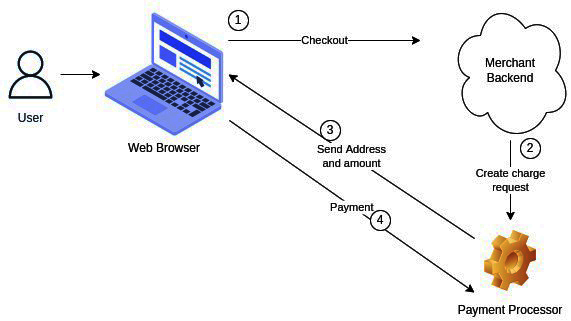 1
Checkout
Merchant
Backend
User
Web Browser
3
Send Address
and amount
2
Create charge
request
Payment
4
Payment Processor